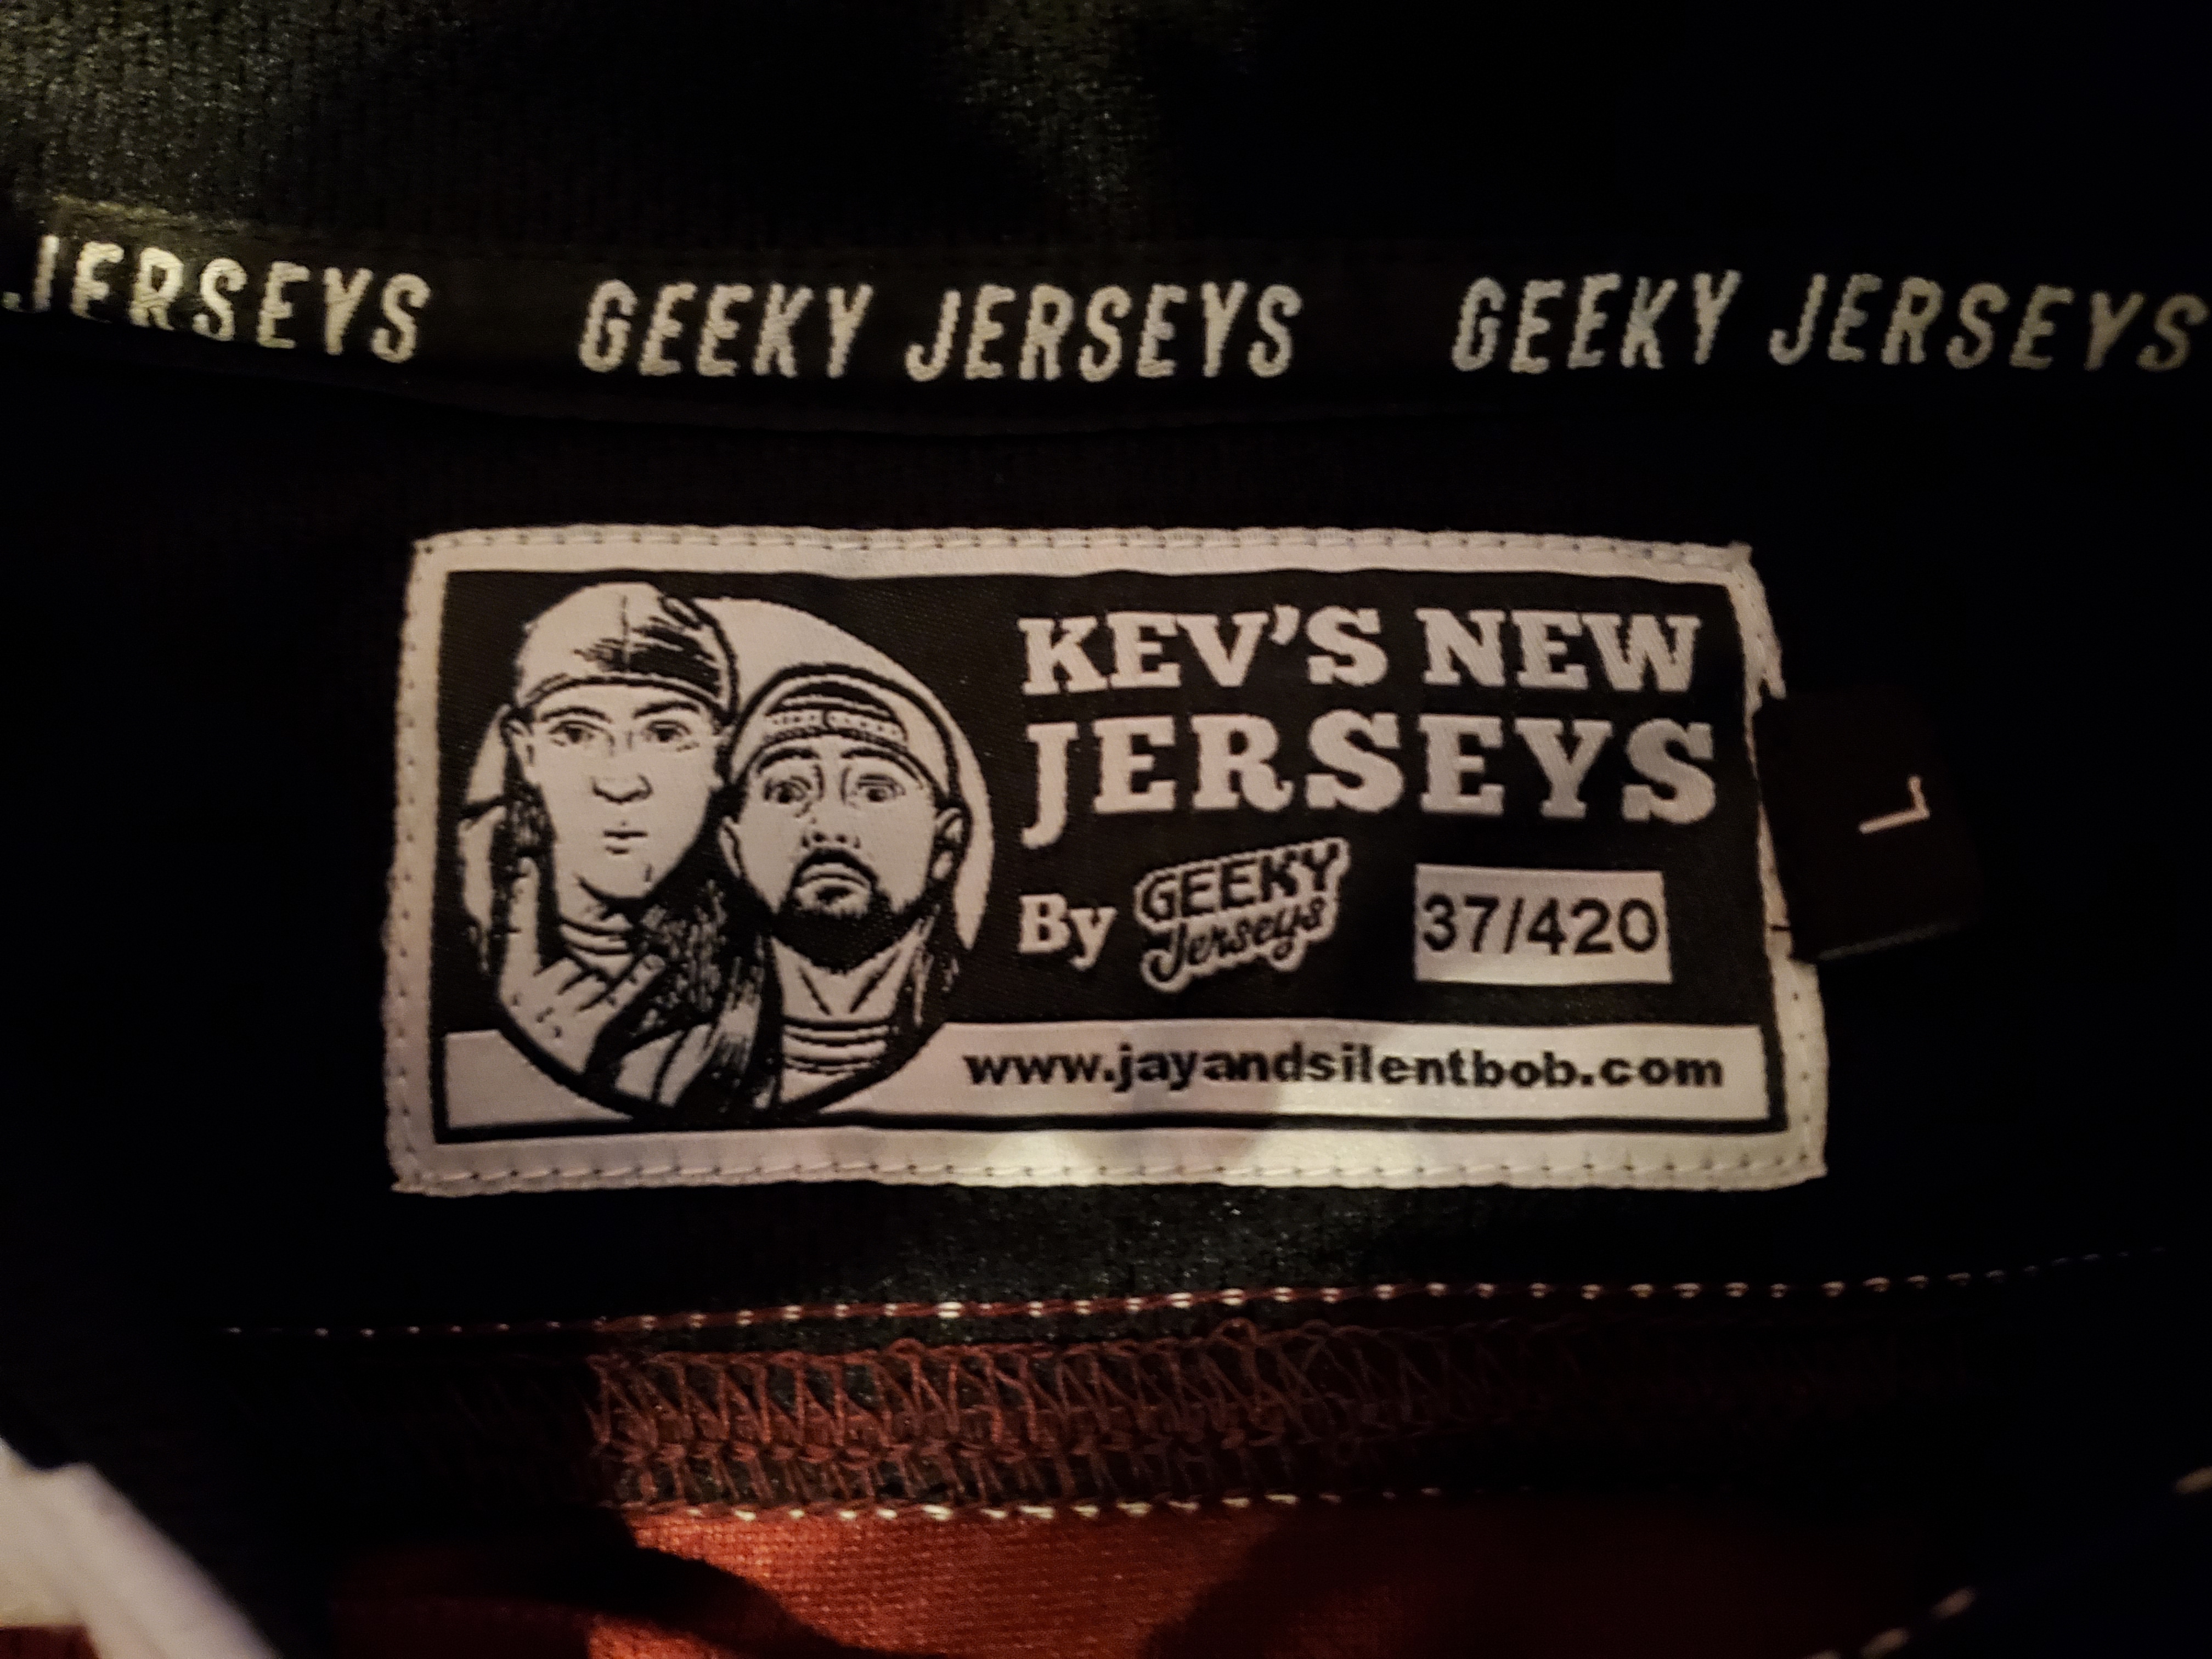 JERSEYS GEEKY JERSEYS GEEKY JERSEYS
KEV'S NEW
JERSEYS
By GEEKY Jerseys 37/420
L
www.jayandsilentbob.com